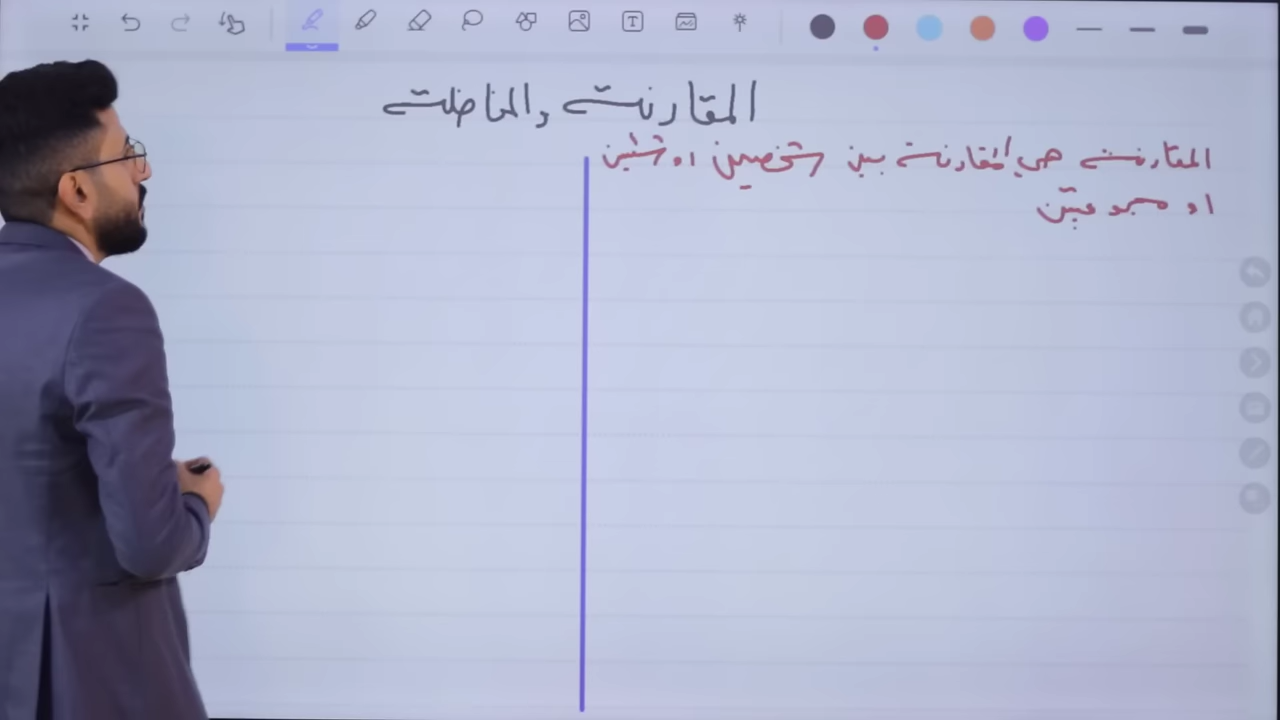 المقارنة والمفاضلة
المقارنة هي المقارنة بين شخصين او شيئين
او مجموعتين